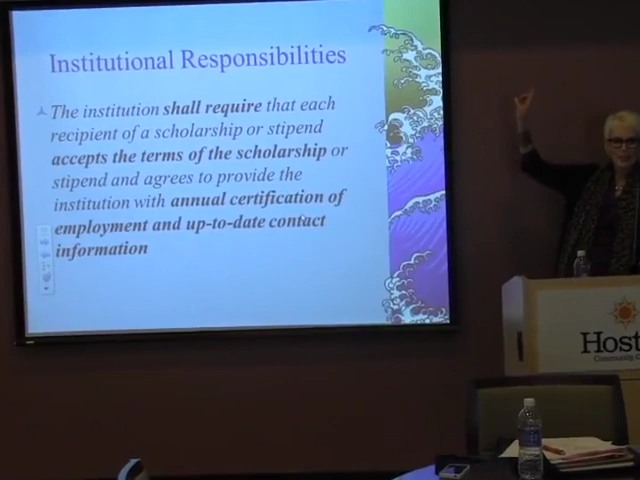 Institutional Responsibilities
The institution shall require that each
recipient of a scholarship or stipend
accepts the terms of the scholarship or
stipend and agrees to provide the
institution with annual certification of
employment and up-to-date contact
information
Host
Community C